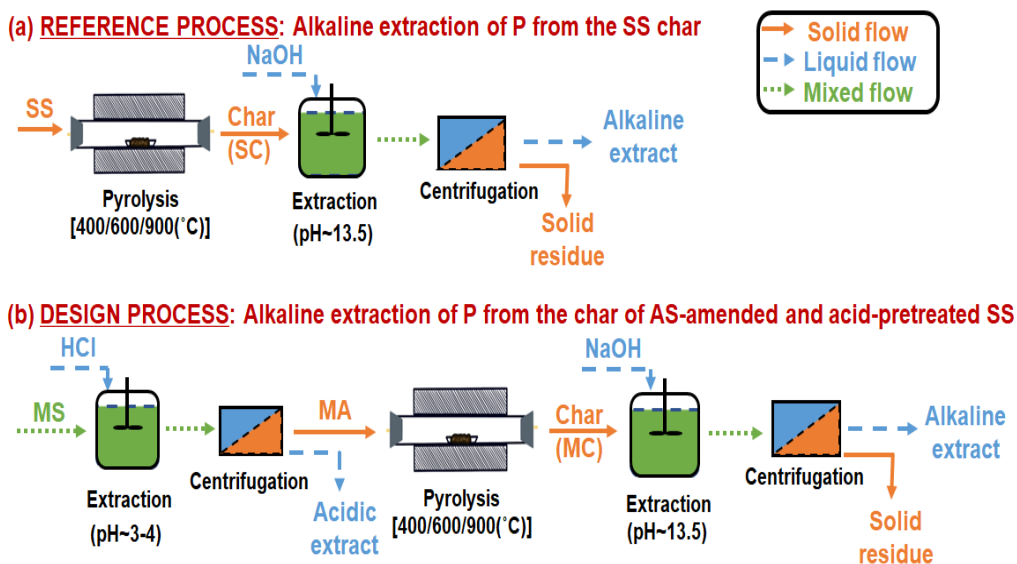 (a) REFERENCE PROCESS: Alkaline extraction of P from the SS char
Solid flow
Liquid flow
Mixed flow
NaOH
SS
Char
(SC)
Pyrolysis
[400/600/900(˚C)]
Extraction
(pH~13.5)
Centrifugation
Alkaline
extract
Solid
residue
(b) DESIGN PROCESS: Alkaline extraction of P from the char of AS-amended and acid-pretreated SS
HCl
MS
Extraction
(pH~3-4)
Centrifugation
MA
Acidic
extract
Pyrolysis
[400/600/900(˚C)]
Char
(MC)
NaOH
Extraction
(pH~13.5)
Centrifugation
Alkaline
extract
Solid
residue